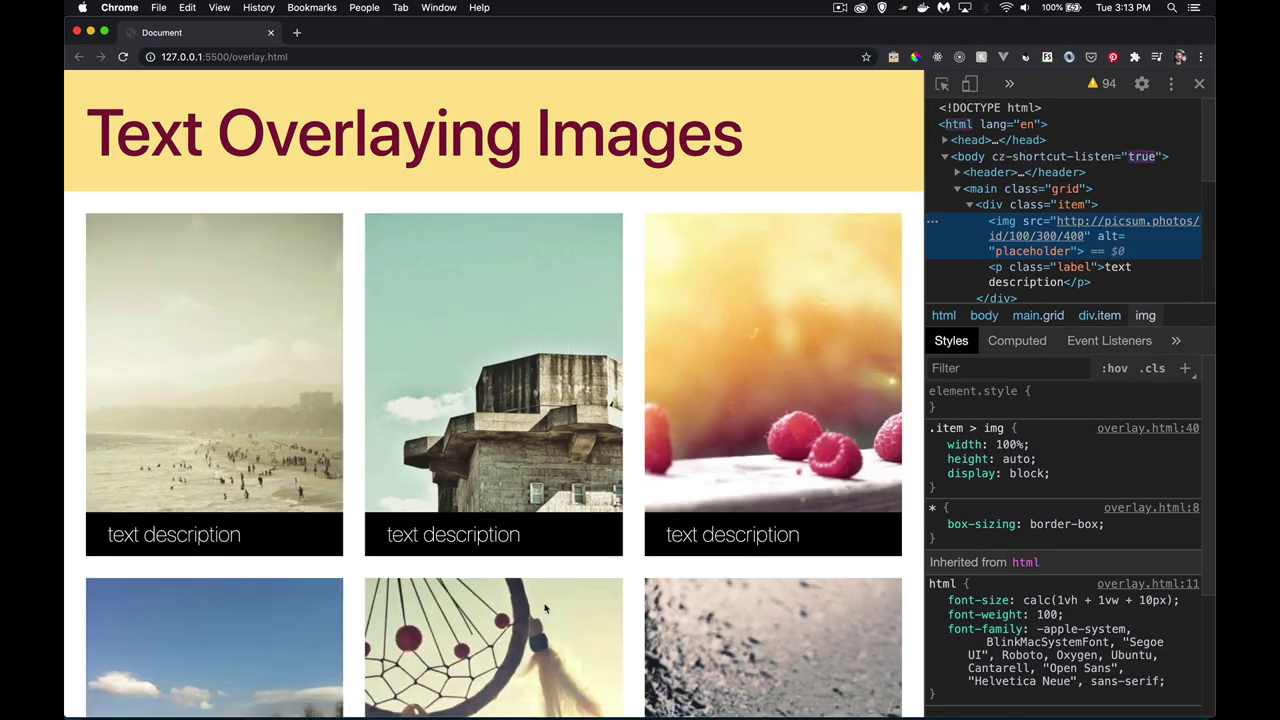 Chrome File Edit View History Bookmarks People Tab Window Help 100% Tue 3:13 PM
Document
127.0.0.1:5500/overlay.html
Text Overlaying Images
text description
text description
text description
94
<!DOCTYPE html>
<html lang="en">
<head>…</head>
<body cz-shortcut-listen="true">
<header>…</header>
<main class="grid">
<div class="item">
<img src="http://picsum.photos/
id/100/300/400" alt=
"placeholder"> == $0
<p class="label">text
description</p>
</div>
html body main.grid div.item img
Styles Computed Event Listeners
Filter :hov .cls
element.style {
}
.item > img { overlay.html:40
width: 100%;
height: auto;
display: block;
}
* { overlay.html:8
box-sizing: border-box;
}
Inherited from html
html { overlay.html:11
font-size: calc(1vh + 1vw + 10px);
font-weight: 100;
font-family: -apple-system,
BlinkMacSystemFont, "Segoe
UI", Roboto, Oxygen, Ubuntu,
Cantarell, "Open Sans",
"Helvetica Neue", sans-serif;
}